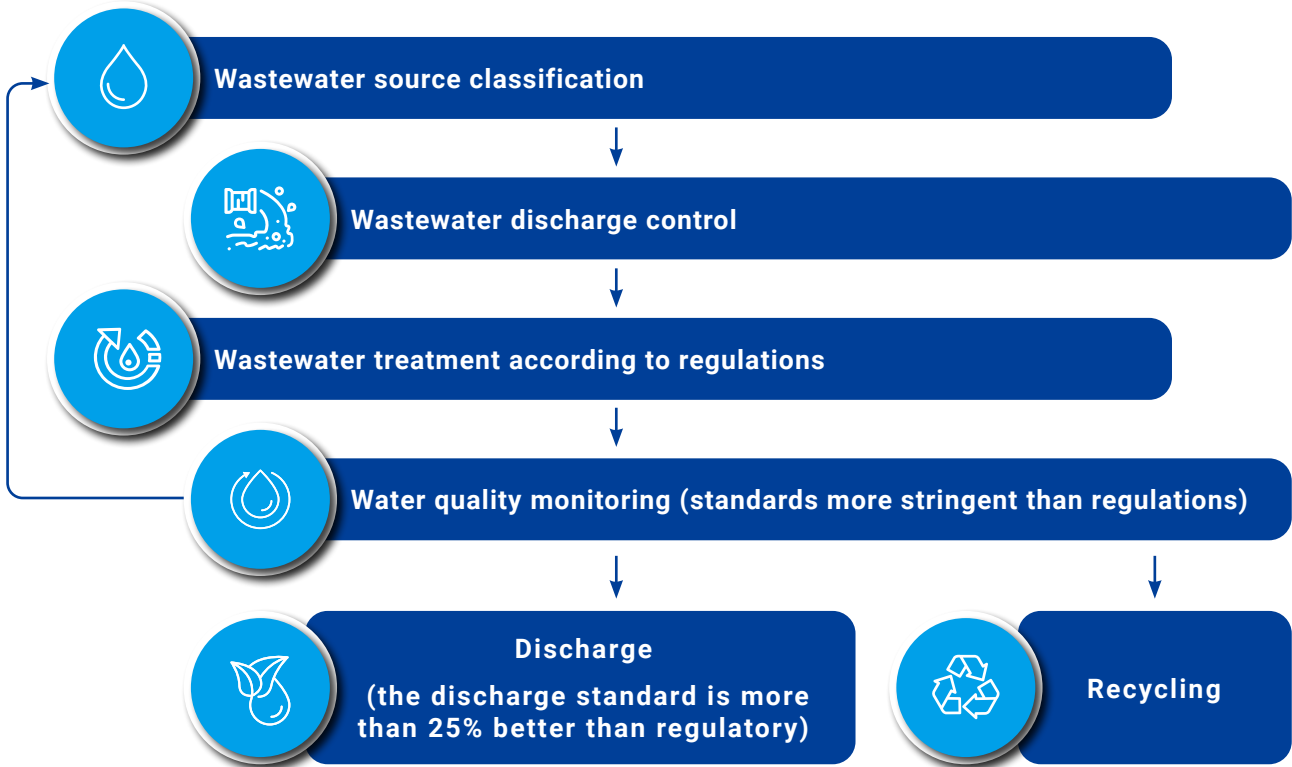 Wastewater source classification
Wastewater discharge control
Wastewater treatment according to regulations
Water quality monitoring (standards more stringent than regulations)
Discharge
(the discharge standard is more
than 25% better than regulatory)
Recycling